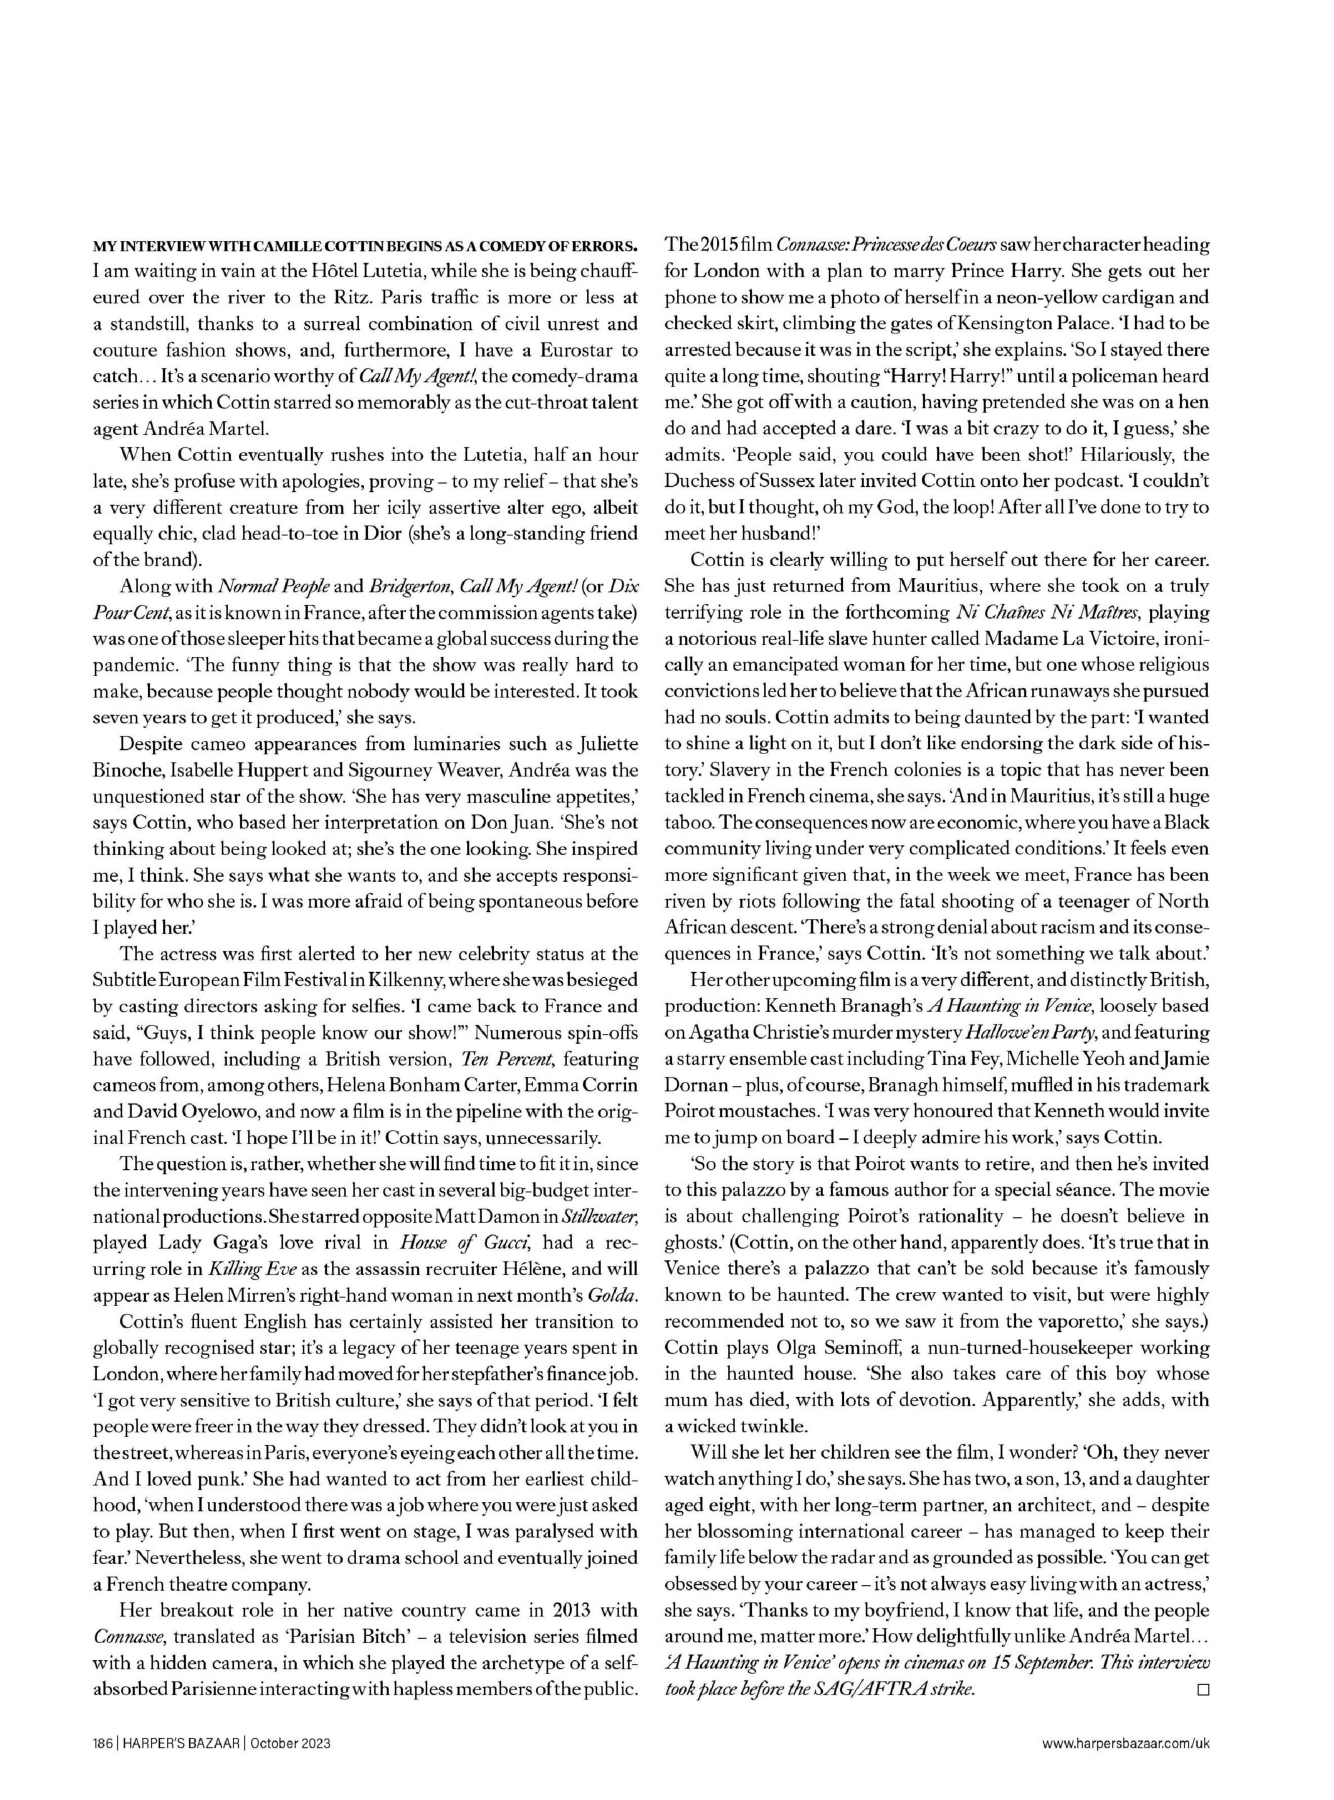 MY INTERVIEW WITH CAMILLE COTTIN BEGINS AS A COMEDY OF ERRORS.
I am waiting in vain at the Hôtel Lutetia, while she is being chauff-
eured over the river to the Ritz. Paris traffic is more or less at
a standstill, thanks to a surreal combination of civil unrest and
couture fashion shows, and, furthermore, I have a Eurostar to
catch… It’s a scenario worthy of Call My Agent!, the comedy-drama
series in which Cottin starred so memorably as the cut-throat talent
agent Andréa Martel.
When Cottin eventually rushes into the Lutetia, half an hour
late, she’s profuse with apologies, proving – to my relief – that she’s
a very different creature from her icily assertive alter ego, albeit
equally chic, clad head-to-toe in Dior (she’s a long-standing friend
of the brand).
Along with Normal People and Bridgerton, Call My Agent! (or Dix
Pour Cent, as it is known in France, after the commission agents take)
was one of those sleeper hits that became a global success during the
pandemic. ‘The funny thing is that the show was really hard to
make, because people thought nobody would be interested. It took
seven years to get it produced,’ she says.
Despite cameo appearances from luminaries such as Juliette
Binoche, Isabelle Huppert and Sigourney Weaver, Andréa was the
unquestioned star of the show. ‘She has very masculine appetites,’
says Cottin, who based her interpretation on Don Juan. ‘She’s not
thinking about being looked at; she’s the one looking. She inspired
me, I think. She says what she wants to, and she accepts responsi-
bility for who she is. I was more afraid of being spontaneous before
I played her.’
The actress was first alerted to her new celebrity status at the
Subtitle European Film Festival in Kilkenny, where she was besieged
by casting directors asking for selfies. ‘I came back to France and
said, “Guys, I think people know our show!”’ Numerous spin-offs
have followed, including a British version, Ten Percent, featuring
cameos from, among others, Helena Bonham Carter, Emma Corrin
and David Oyelowo, and now a film is in the pipeline with the orig-
inal French cast. ‘I hope I’ll be in it!’ Cottin says, unnecessarily.
The question is, rather, whether she will find time to fit it in, since
the intervening years have seen her cast in several big-budget inter-
national productions. She starred opposite Matt Damon in Stillwater,
played Lady Gaga’s love rival in House of Gucci, had a rec-
urring role in Killing Eve as the assassin recruiter Hélène, and will
appear as Helen Mirren’s right-hand woman in next month’s Golda.
Cottin’s fluent English has certainly assisted her transition to
globally recognised star; it’s a legacy of her teenage years spent in
London, where her family had moved for her stepfather’s finance job.
‘I got very sensitive to British culture,’ she says of that period. ‘I felt
people were freer in the way they dressed. They didn’t look at you in
the street, whereas in Paris, everyone’s eyeing each other all the time.
And I loved punk.’ She had wanted to act from her earliest child-
hood, ‘when I understood there was a job where you were just asked
to play. But then, when I first went on stage, I was paralysed with
fear.’ Nevertheless, she went to drama school and eventually joined
a French theatre company.
Her breakout role in her native country came in 2013 with
Connasse, translated as ‘Parisian Bitch’ – a television series filmed
with a hidden camera, in which she played the archetype of a self-
absorbed Parisienne interacting with hapless members of the public.
The 2015 film Connasse: Princesse des Coeurs saw her character heading
for London with a plan to marry Prince Harry. She gets out her
phone to show me a photo of herself in a neon-yellow cardigan and
checked skirt, climbing the gates of Kensington Palace. ‘I had to be
arrested because it was in the script,’ she explains. ‘So I stayed there
quite a long time, shouting “Harry! Harry!” until a policeman heard
me.’ She got off with a caution, having pretended she was on a hen
do and had accepted a dare. ‘I was a bit crazy to do it, I guess,’ she
admits. ‘People said, you could have been shot!’ Hilariously, the
Duchess of Sussex later invited Cottin onto her podcast. ‘I couldn’t
do it, but I thought, oh my God, the loop! After all I’ve done to try to
meet her husband!’
Cottin is clearly willing to put herself out there for her career.
She has just returned from Mauritius, where she took on a truly
terrifying role in the forthcoming Ni Chaînes Ni Maîtres, playing
a notorious real-life slave hunter called Madame La Victoire, ironi-
cally an emancipated woman for her time, but one whose religious
convictions led her to believe that the African runaways she pursued
had no souls. Cottin admits to being daunted by the part: ‘I wanted
to shine a light on it, but I don’t like endorsing the dark side of his-
tory.’ Slavery in the French colonies is a topic that has never been
tackled in French cinema, she says. ‘And in Mauritius, it’s still a huge
taboo. The consequences now are economic, where you have a Black
community living under very complicated conditions.’ It feels even
more significant given that, in the week we meet, France has been
riven by riots following the fatal shooting of a teenager of North
African descent. ‘There’s a strong denial about racism and its conse-
quences in France,’ says Cottin. ‘It’s not something we talk about.’
Her other upcoming film is a very different, and distinctly British,
production: Kenneth Branagh’s A Haunting in Venice, loosely based
on Agatha Christie’s murder mystery Hallowe’en Party, and featuring
a starry ensemble cast including Tina Fey, Michelle Yeoh and Jamie
Dornan – plus, of course, Branagh himself, muffled in his trademark
Poirot moustaches. ‘I was very honoured that Kenneth would invite
me to jump on board – I deeply admire his work,’ says Cottin.
‘So the story is that Poirot wants to retire, and then he’s invited
to this palazzo by a famous author for a special séance. The movie
is about challenging Poirot’s rationality – he doesn’t believe in
ghosts.’ (Cottin, on the other hand, apparently does. ‘It’s true that in
Venice there’s a palazzo that can’t be sold because it’s famously
known to be haunted. The crew wanted to visit, but were highly
recommended not to, so we saw it from the vaporetto,’ she says.)
Cottin plays Olga Seminoff, a nun-turned-housekeeper working
in the haunted house. ‘She also takes care of this boy whose
mum has died, with lots of devotion. Apparently,’ she adds, with
a wicked twinkle.
Will she let her children see the film, I wonder? ‘Oh, they never
watch anything I do,’ she says. She has two, a son, 13, and a daughter
aged eight, with her long-term partner, an architect, and – despite
her blossoming international career – has managed to keep their
family life below the radar and as grounded as possible. ‘You can get
obsessed by your career – it’s not always easy living with an actress,’
she says. ‘Thanks to my boyfriend, I know that life, and the people
around me, matter more.’ How delightfully unlike Andréa Martel…
‘A Haunting in Venice’ opens in cinemas on 15 September. This interview
took place before the SAG/AFTRA strike. □
186 | HARPER’S BAZAAR | October 2023
www.harpersbazaar.com/uk